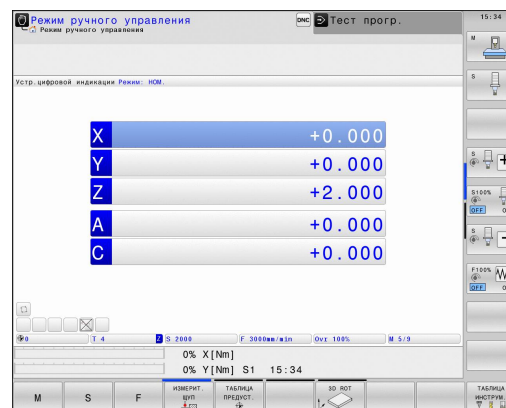 Режим ручного управления
Режим ручного управления
DNC
Тест прогр.
15:34
M
S
Устр.цифровой индикации Режим: НОМ.
X +0.000
Y +0.000
Z +2.000
A +0.000
C +0.000
S
S100%
OFF
S
F100%
OFF
0 T 4 Z S 2000 F 3000mm/min Ovr 100% M 5/9
0% X[Nm]
0% Y[Nm] S1 15:34
M
S
F
ИЗМЕРИТ. ЩУП
ТАБЛИЦА ПРЕДУСТ.
3D ROT
ТАБЛИЦА ИНСТРУМ.